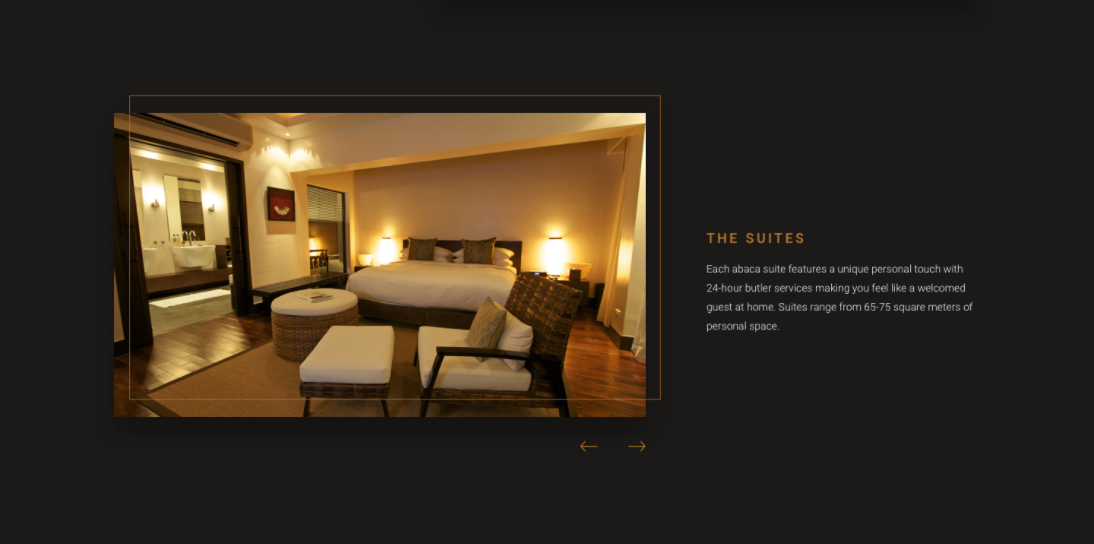 THE SUITES
Each abaca suite features a unique personal touch with
24-hour butler services making you feel like a welcomed
guest at home. Suites range from 65-75 square meters of
personal space.